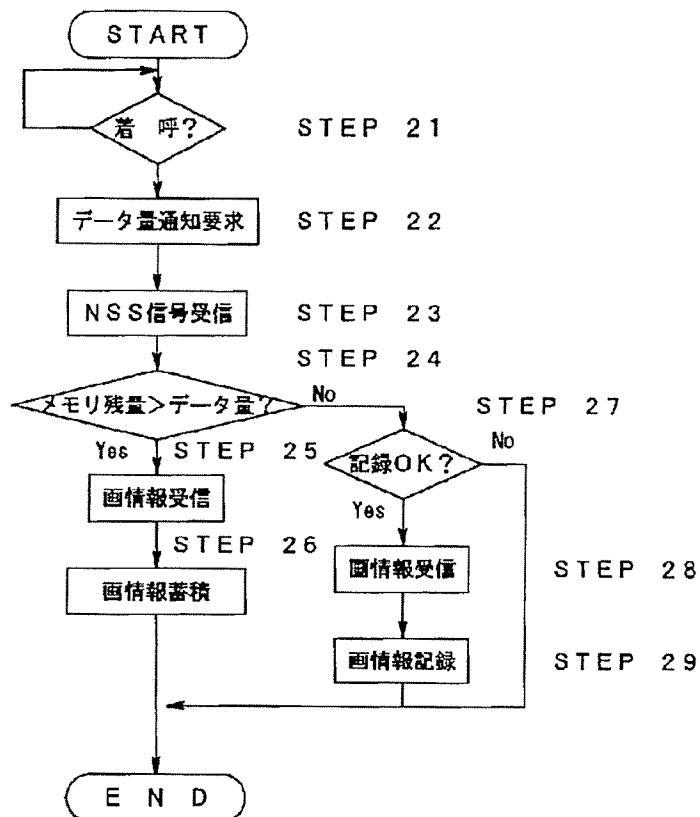 START
着 呼?
STEP 21
データ量通知要求
STEP 22
NSS信号受信
STEP 23
STEP 24
メモリ残量>データ量?
No
STEP 27
Yes
STEP 25
記録OK?
No
画情報受信
Yes
STEP 26
画情報受信
STEP 28
画情報蓄積
画情報記録
STEP 29
END